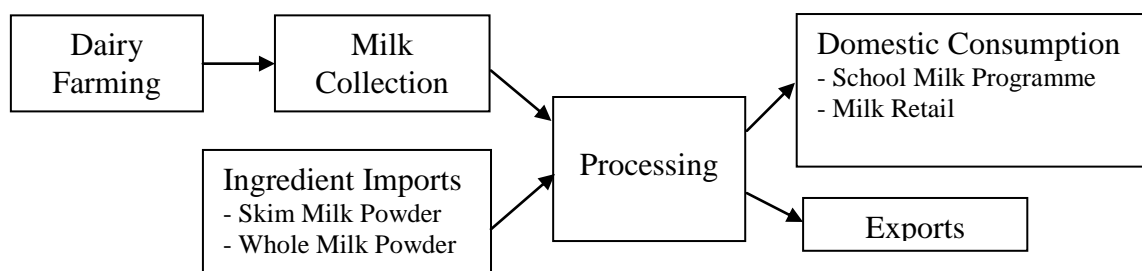 Dairy
Farming
Milk
Collection
Ingredient Imports
- Skim Milk Powder
- Whole Milk Powder
Processing
Domestic Consumption
- School Milk Programme
- Milk Retail
Exports